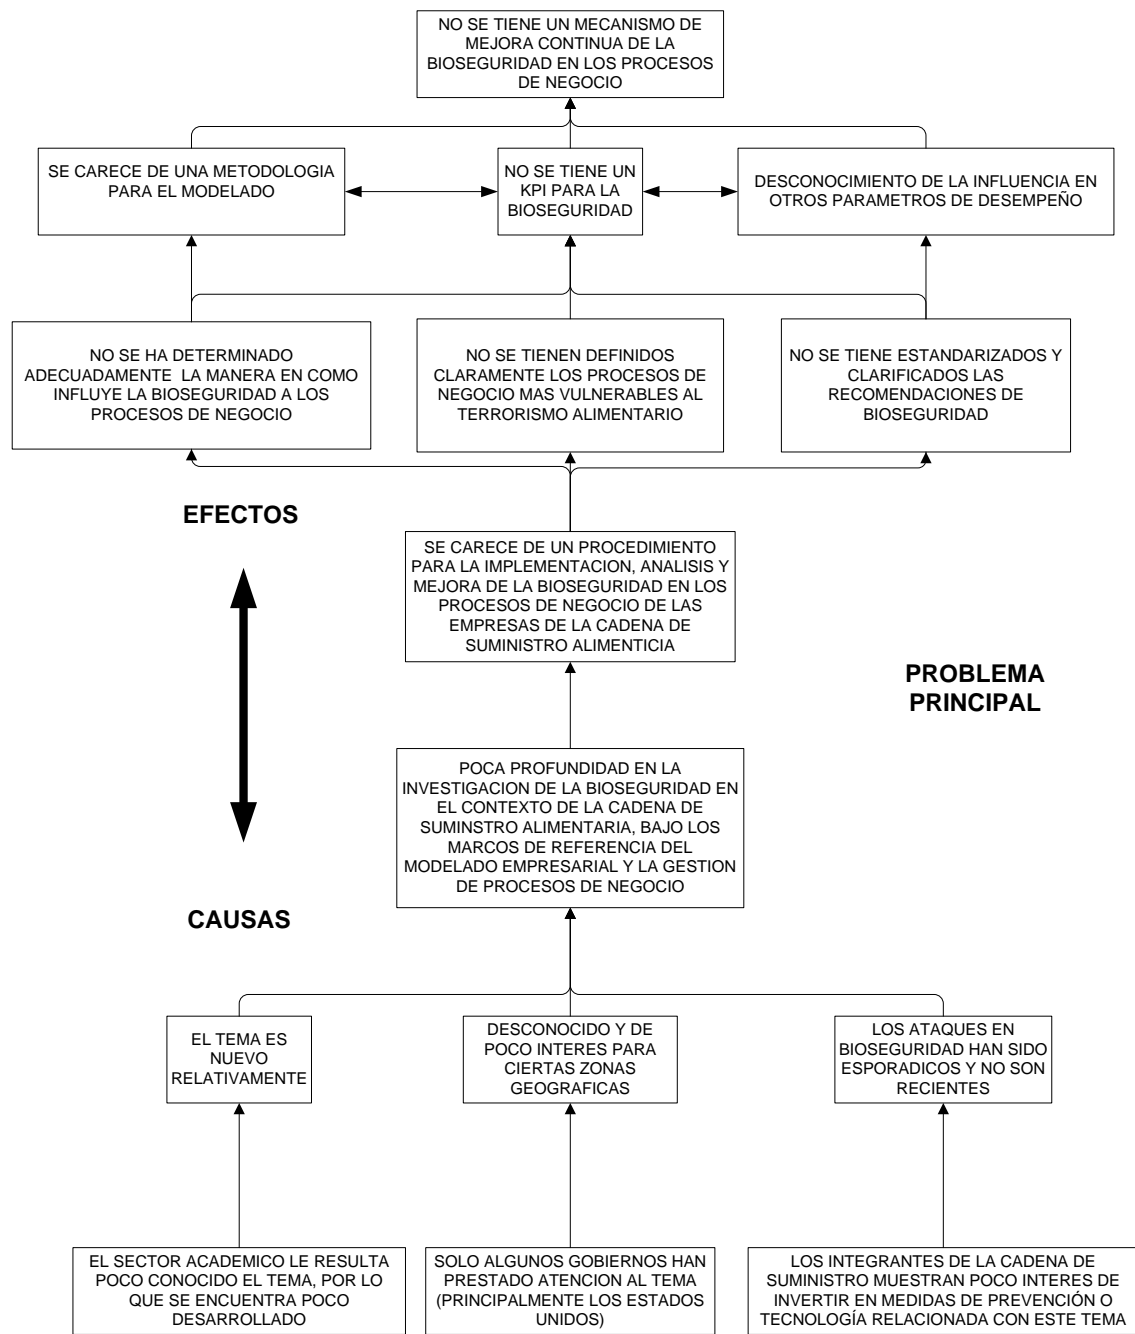 NO SE TIENE UN MECANISMO DE
MEJORA CONTINUA DE LA
BIOSEGURIDAD EN LOS PROCESOS
DE NEGOCIO
SE CARECE DE UNA METODOLOGIA
PARA EL MODELADO
NO SE TIENE UN
KPI PARA LA
BIOSEGURIDAD
DESCONOCIMIENTO DE LA INFLUENCIA EN
OTROS PARAMETROS DE DESEMPEÑO
NO SE HA DETERMINADO
ADECUADAMENTE LA MANERA EN COMO
INFLUYE LA BIOSEGURIDAD A LOS
PROCESOS DE NEGOCIO
NO SE TIENEN DEFINIDOS
CLARAMENTE LOS PROCESOS DE
NEGOCIO MAS VULNERABLES AL
TERRORISMO ALIMENTARIO
NO SE TIENE ESTANDARIZADOS Y
CLARIFICADOS LAS
RECOMENDACIONES DE
BIOSEGURIDAD
EFECTOS
SE CARECE DE UN PROCEDIMIENTO
PARA LA IMPLEMENTACION, ANALISIS Y
MEJORA DE LA BIOSEGURIDAD EN LOS
PROCESOS DE NEGOCIO DE LAS
EMPRESAS DE LA CADENA DE
SUMINISTRO ALIMENTICIA
PROBLEMA
PRINCIPAL
POCA PROFUNDIDAD EN LA
INVESTIGACION DE LA BIOSEGURIDAD EN
EL CONTEXTO DE LA CADENA DE
SUMINSTRO ALIMENTARIA, BAJO LOS
MARCOS DE REFERENCIA DEL
MODELADO EMPRESARIAL Y LA GESTION
DE PROCESOS DE NEGOCIO
CAUSAS
EL TEMA ES
NUEVO
RELATIVAMENTE
DESCONOCIDO Y DE
POCO INTERES PARA
CIERTAS ZONAS
GEOGRAFICAS
LOS ATAQUES EN
BIOSEGURIDAD HAN SIDO
ESPORADICOS Y NO SON
RECIENTES
EL SECTOR ACADEMICO LE RESULTA
POCO CONOCIDO EL TEMA, POR LO
QUE SE ENCUENTRA POCO
DESARROLLADO
SOLO ALGUNOS GOBIERNOS HAN
PRESTADO ATENCION AL TEMA
(PRINCIPALMENTE LOS ESTADOS
UNIDOS)
LOS INTEGRANTES DE LA CADENA DE
SUMINISTRO MUESTRAN POCO INTERES DE
INVERTIR EN MEDIDAS DE PREVENCIÓN O
TECNOLOGÍA RELACIONADA CON ESTE TEMA